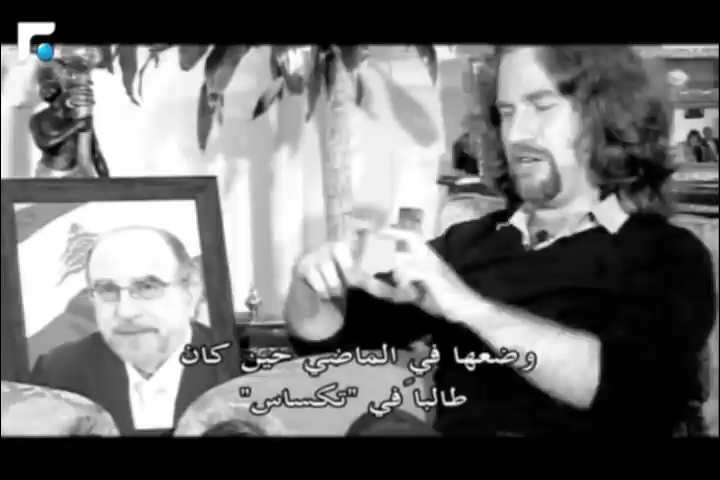 وضعها في الماضي حين كان
طالباً في "تكساس"